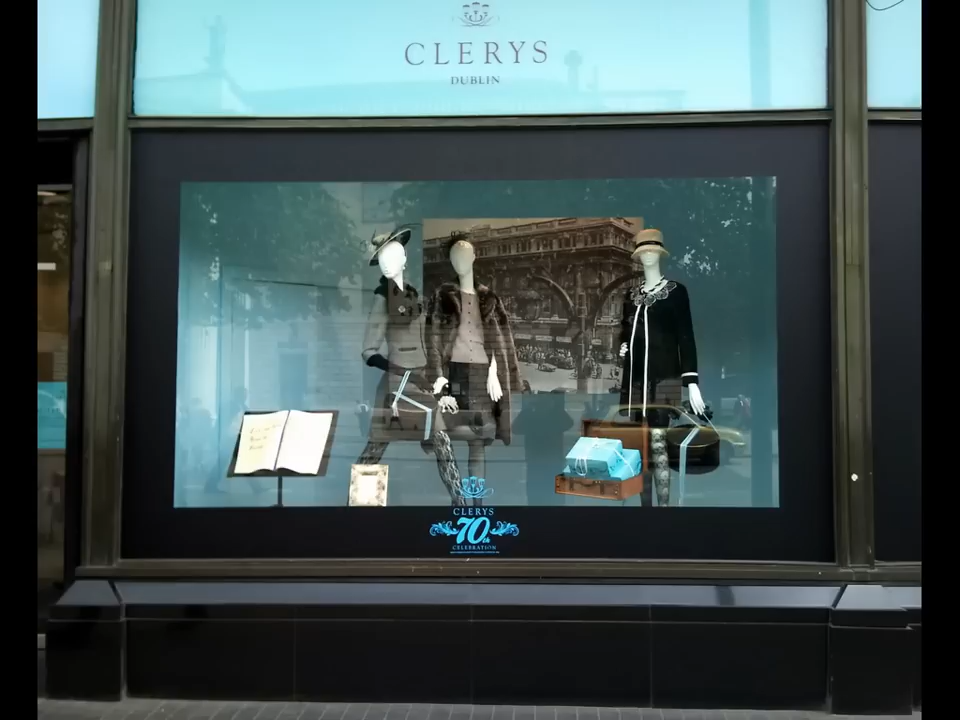 CLERYS
DUBLIN
CLERYS
70th
CELEBRATION